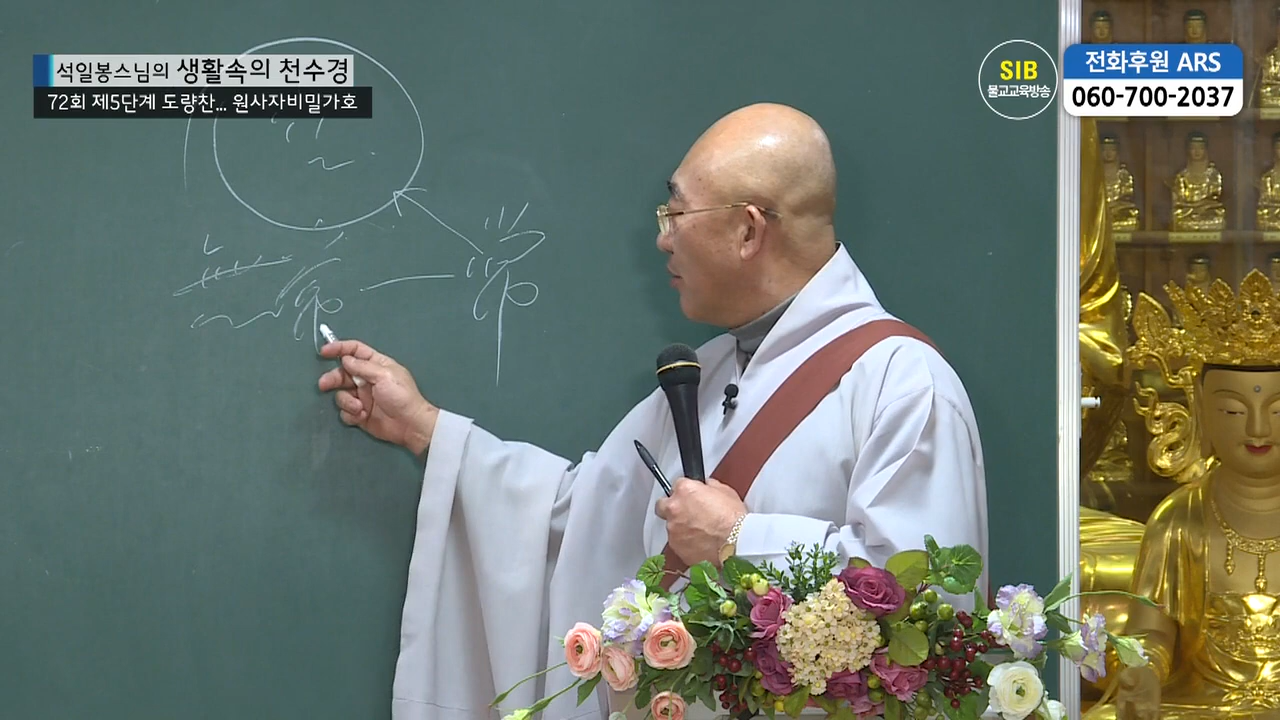 석일봉스님의 생활속의 천수경
72회 제5단계 도량찬... 원사자비밀가호
SIB
불교교육방송
전화후원 ARS
060-700-2037
無常 — 常